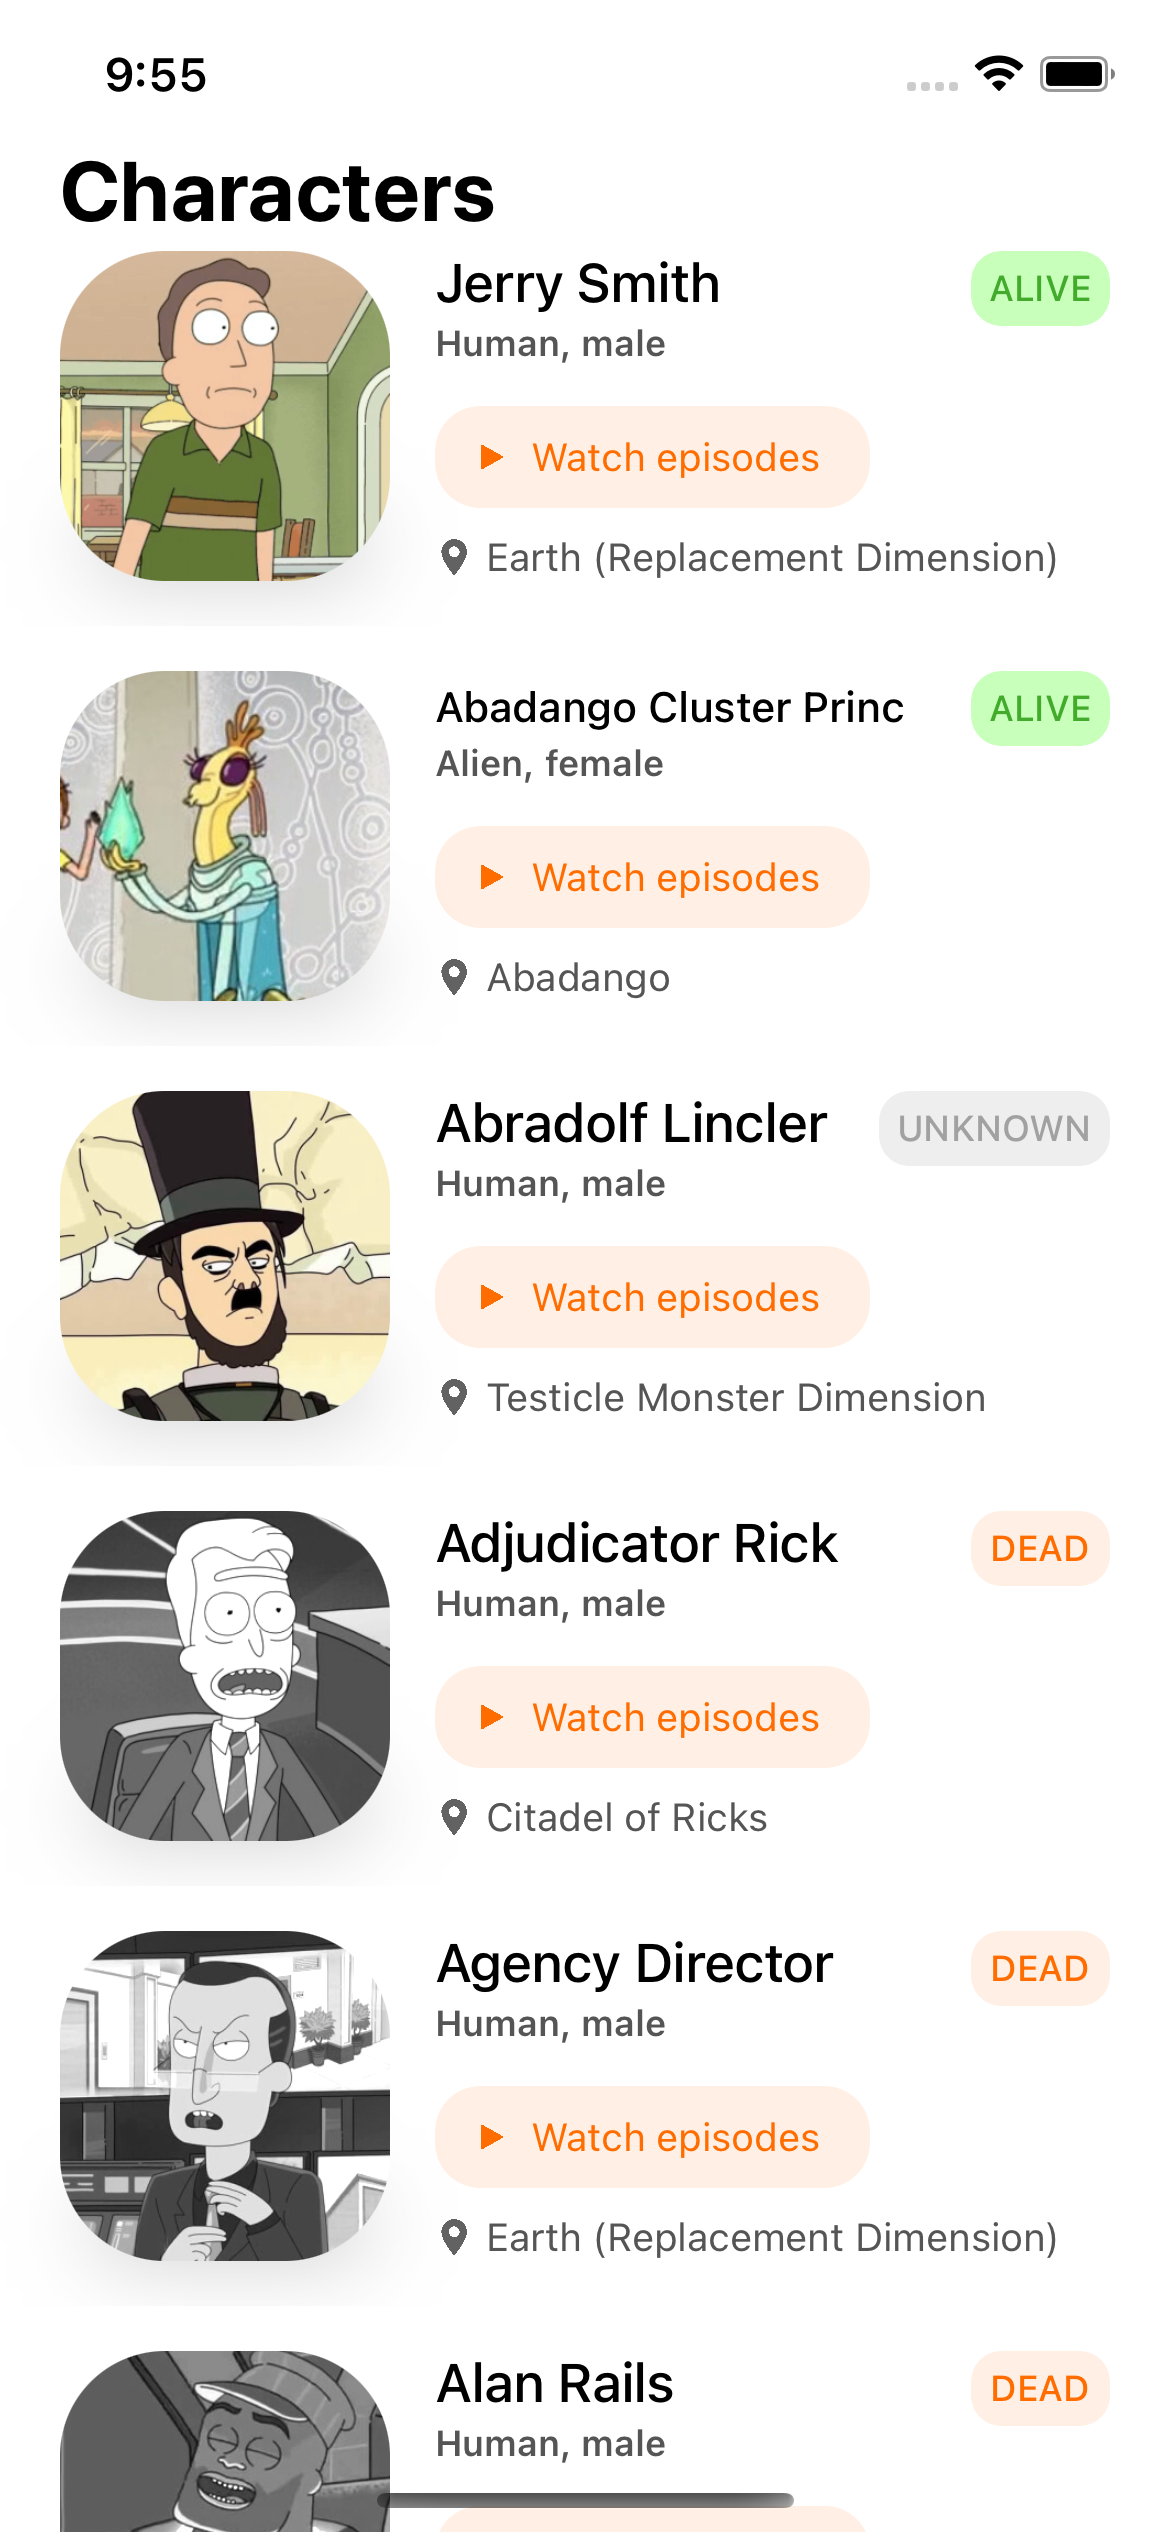 9:55
Characters
Jerry Smith
ALIVE
Human, male
Watch episodes
Earth (Replacement Dimension)
Abadango Cluster Princ
ALIVE
Alien, female
Watch episodes
Abadango
Abradolf Lincler
UNKNOWN
Human, male
Watch episodes
Testicle Monster Dimension
Adjudicator Rick
DEAD
Human, male
Watch episodes
Citadel of Ricks
Agency Director
DEAD
Human, male
Watch episodes
Earth (Replacement Dimension)
Alan Rails
DEAD
Human, male